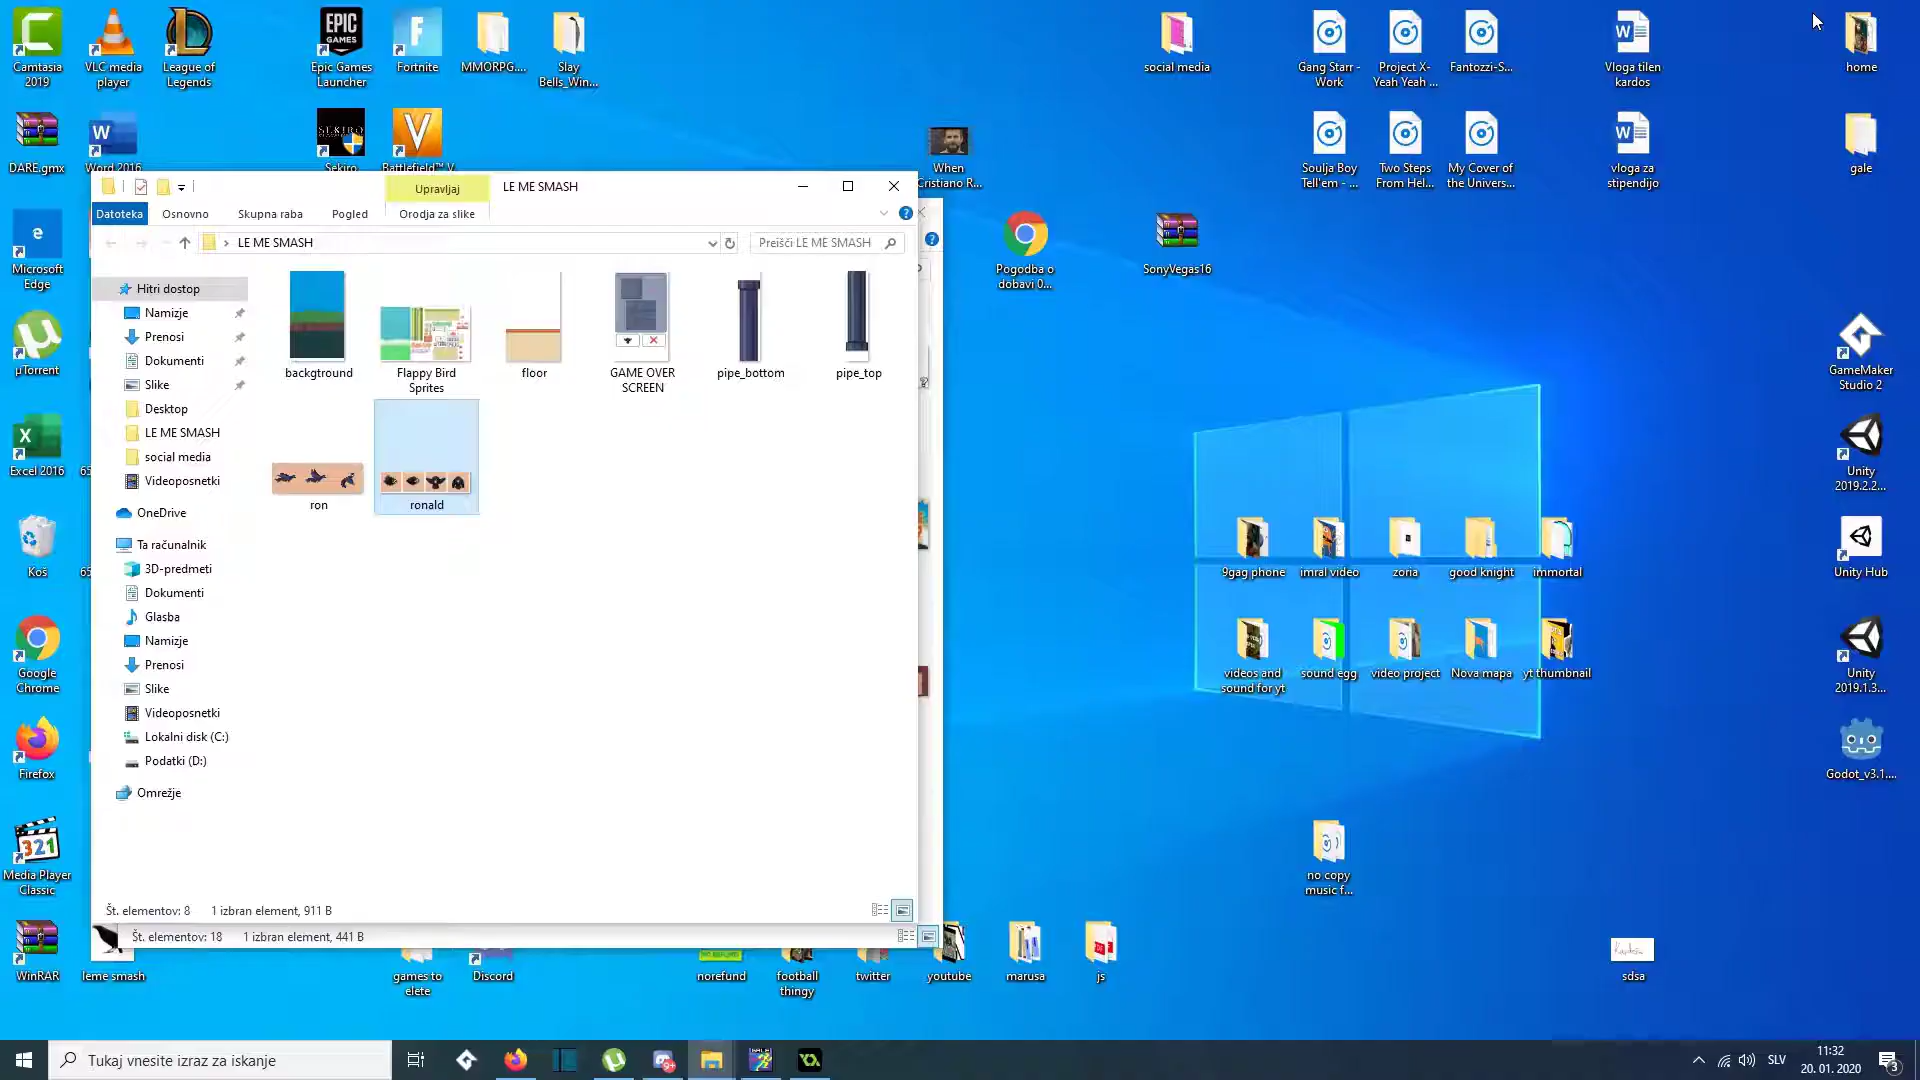 Camtasia
2019
VLC media
player
League of
Legends
EPIC
GAMES
Epic Games
Launcher
Fortnite
MMORPG....
Slay
Bells_Win...
social media
Gang Starr -
Work
Project X-
Yeah Yeah ...
Fantozzi-S...
Vloga tilen
kardos
home
DARE.gmx
Word 2016
SEKIRO
Sekiro
Battlefield™ V
When
Cristiano R...
Soulja Boy
Tell'em - ...
Two Steps
From Hel...
My Cover of
the Univers...
vloga za
stipendijo
gale
Upravljaj
LE ME SMASH
Datoteka
Osnovno
Skupna raba
Pogled
Orodja za slike
LE ME SMASH
Preišči LE ME SMASH
Microsoft
Edge
Pogodba o
dobavi 0...
SonyVegas16
Hitri dostop
Namizje
Prenosi
Dokumenti
Slike
Desktop
LE ME SMASH
social media
Videoposnetki
OneDrive
Ta računalnik
3D-predmeti
Dokumenti
Glasba
Namizje
Prenosi
Slike
Videoposnetki
Lokalni disk (C:)
Podatki (D:)
Omrežje
backgtround
Flappy Bird
Sprites
floor
GAME OVER
SCREEN
pipe_bottom
pipe_top
ron
ronald
µTorrent
Excel 2016
65
Koš
65
Google
Chrome
Firefox
321
Media Player
Classic
WinRAR
GameMaker
Studio 2
Unity
2019.2.2...
Unity Hub
Unity
2019.1.3...
Godot_v3.1....
9gag phone
imral video
zoria
good knight
immortal
videos and
sound for yt
sound egg
video project
Nova mapa
yt thumbnail
no copy
music f...
Št. elementov: 8
1 izbran element, 911 B
Št. elementov: 18
1 izbran element, 441 B
leme smash
games to
elete
Discord
norefund
football
thingy
twitter
youtube
marusa
js
sdsa
Tukaj vnesite izraz za iskanje
SLV
11:32
20. 01. 2020
3